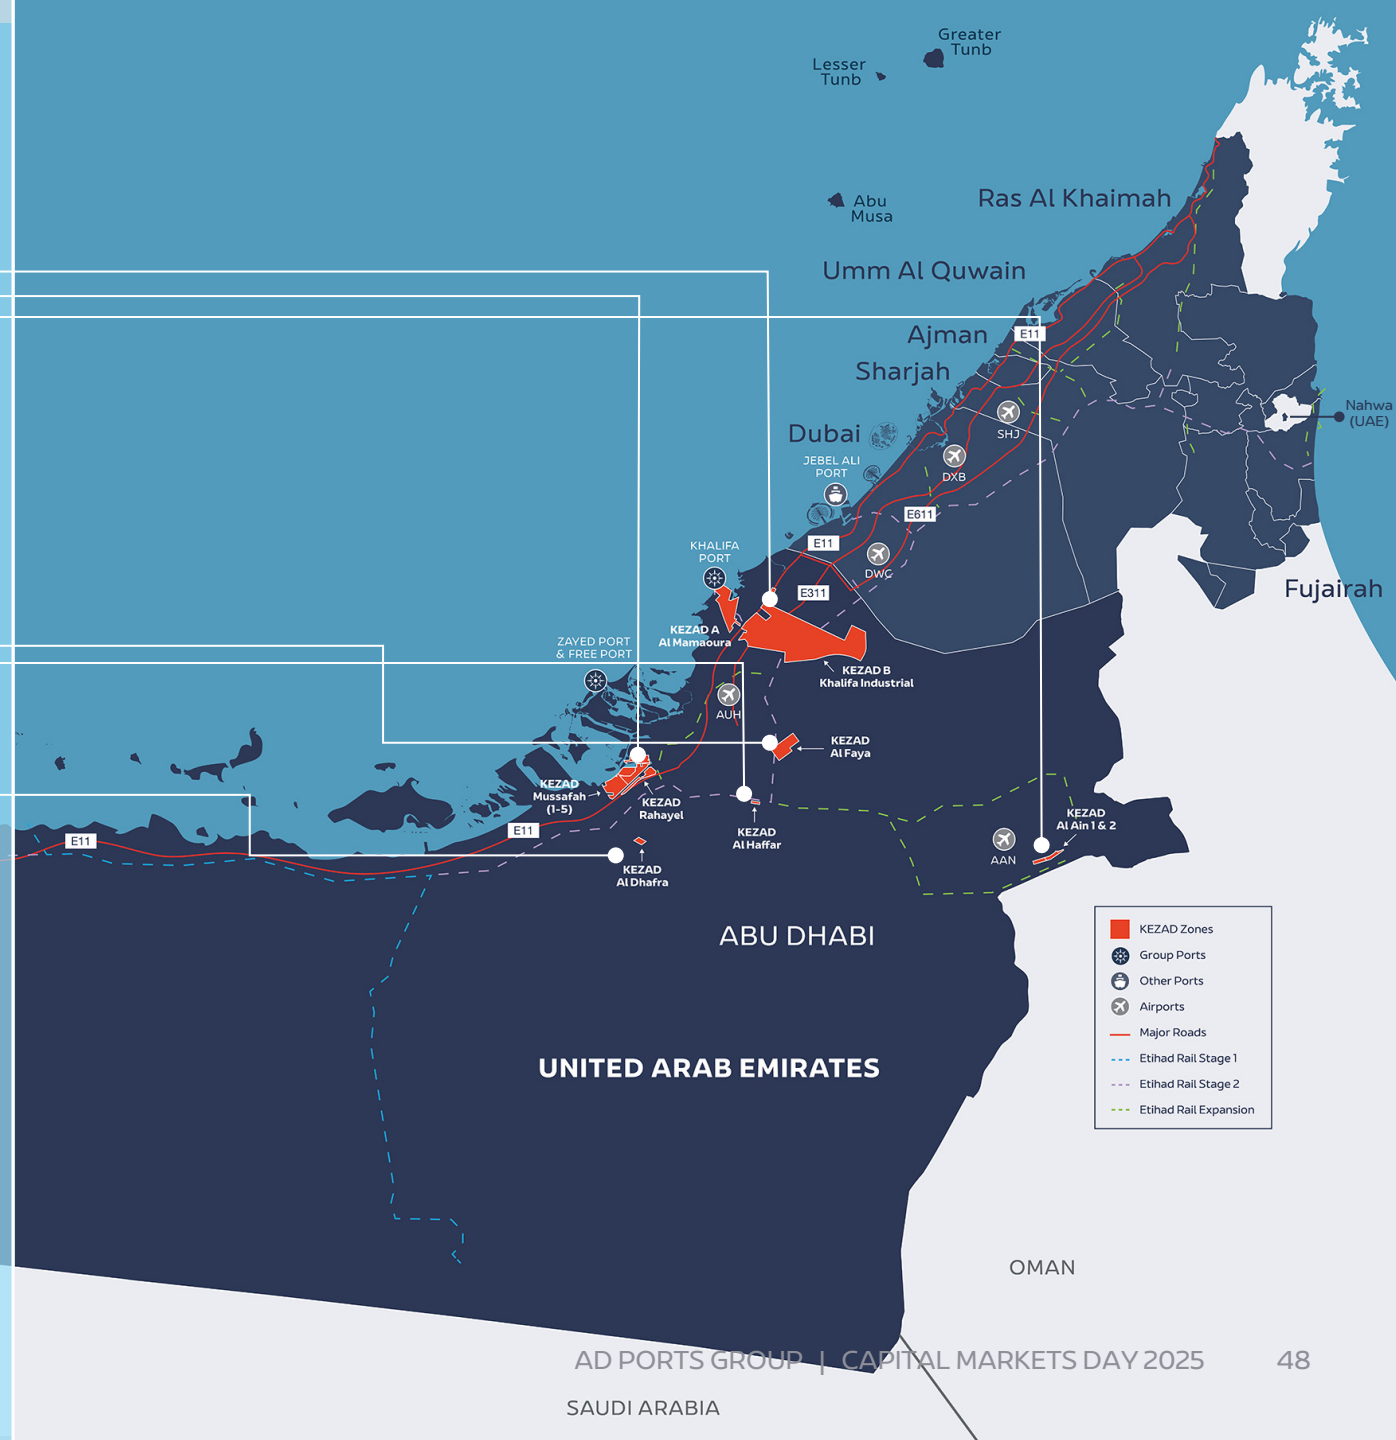 Greater
Tunb
Lesser
Tunb
Abu
Musa
Ras Al Khaimah
Umm Al Quwain
Ajman
E11
Sharjah
Nahwa
(UAE)
SHJ
Dubai
JEBEL ALI
PORT
DXB
E611
E11
KHALIFA
PORT
DWC
E311
Fujairah
KEZAD A
Al Mamaoura
ZAYED PORT
& FREE PORT
KEZAD B
Khalifa Industrial
AUH
KEZAD
Al Faya
KEZAD
Mussafah
(1-5)
KEZAD
Rahayel
KEZAD
Al Haffar
KEZAD
Al Ain 1 & 2
E11
E11
AAN
KEZAD
Al Dhafra
ABU DHABI
KEZAD Zones
Group Ports
Other Ports
Airports
Major Roads
Etihad Rail Stage 1
Etihad Rail Stage 2
Etihad Rail Expansion
UNITED ARAB EMIRATES
OMAN
AD PORTS GROUP | CAPITAL MARKETS DAY 2025 48
SAUDI ARABIA